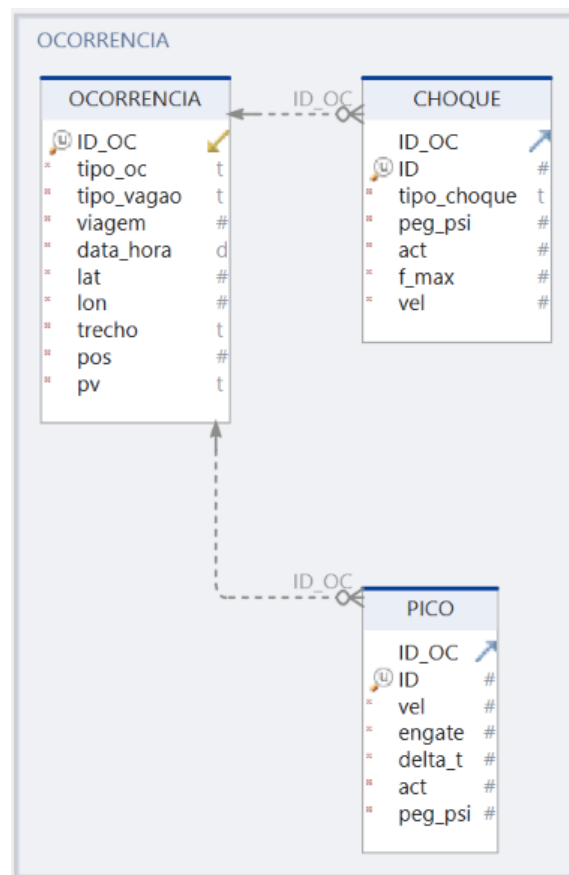 OCORRENCIA
OCORRENCIA
ID_OC
tipo_oc t
tipo_vagao t
viagem #
data_hora d
lat #
lon #
trecho t
pos #
pv t
ID_OC
CHOQUE
ID_OC
ID #
tipo_choque t
peg_psi #
act #
f_max #
vel #
ID_OC
PICO
ID_OC
ID #
vel #
engate #
delta_t #
act #
peg_psi #